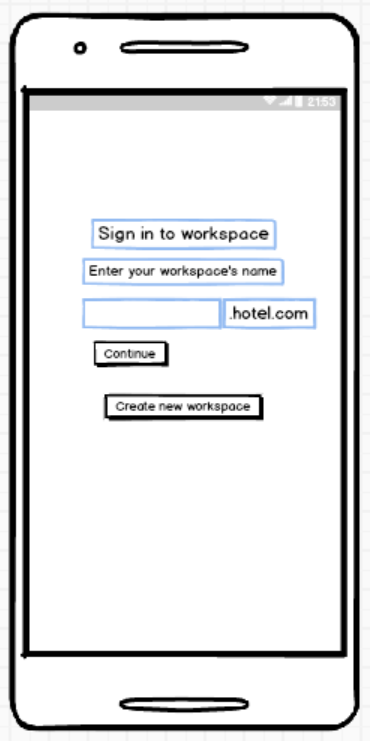 2153
Sign in to workspace
Enter your workspace's name
.hotel.com
Continue
Create new workspace